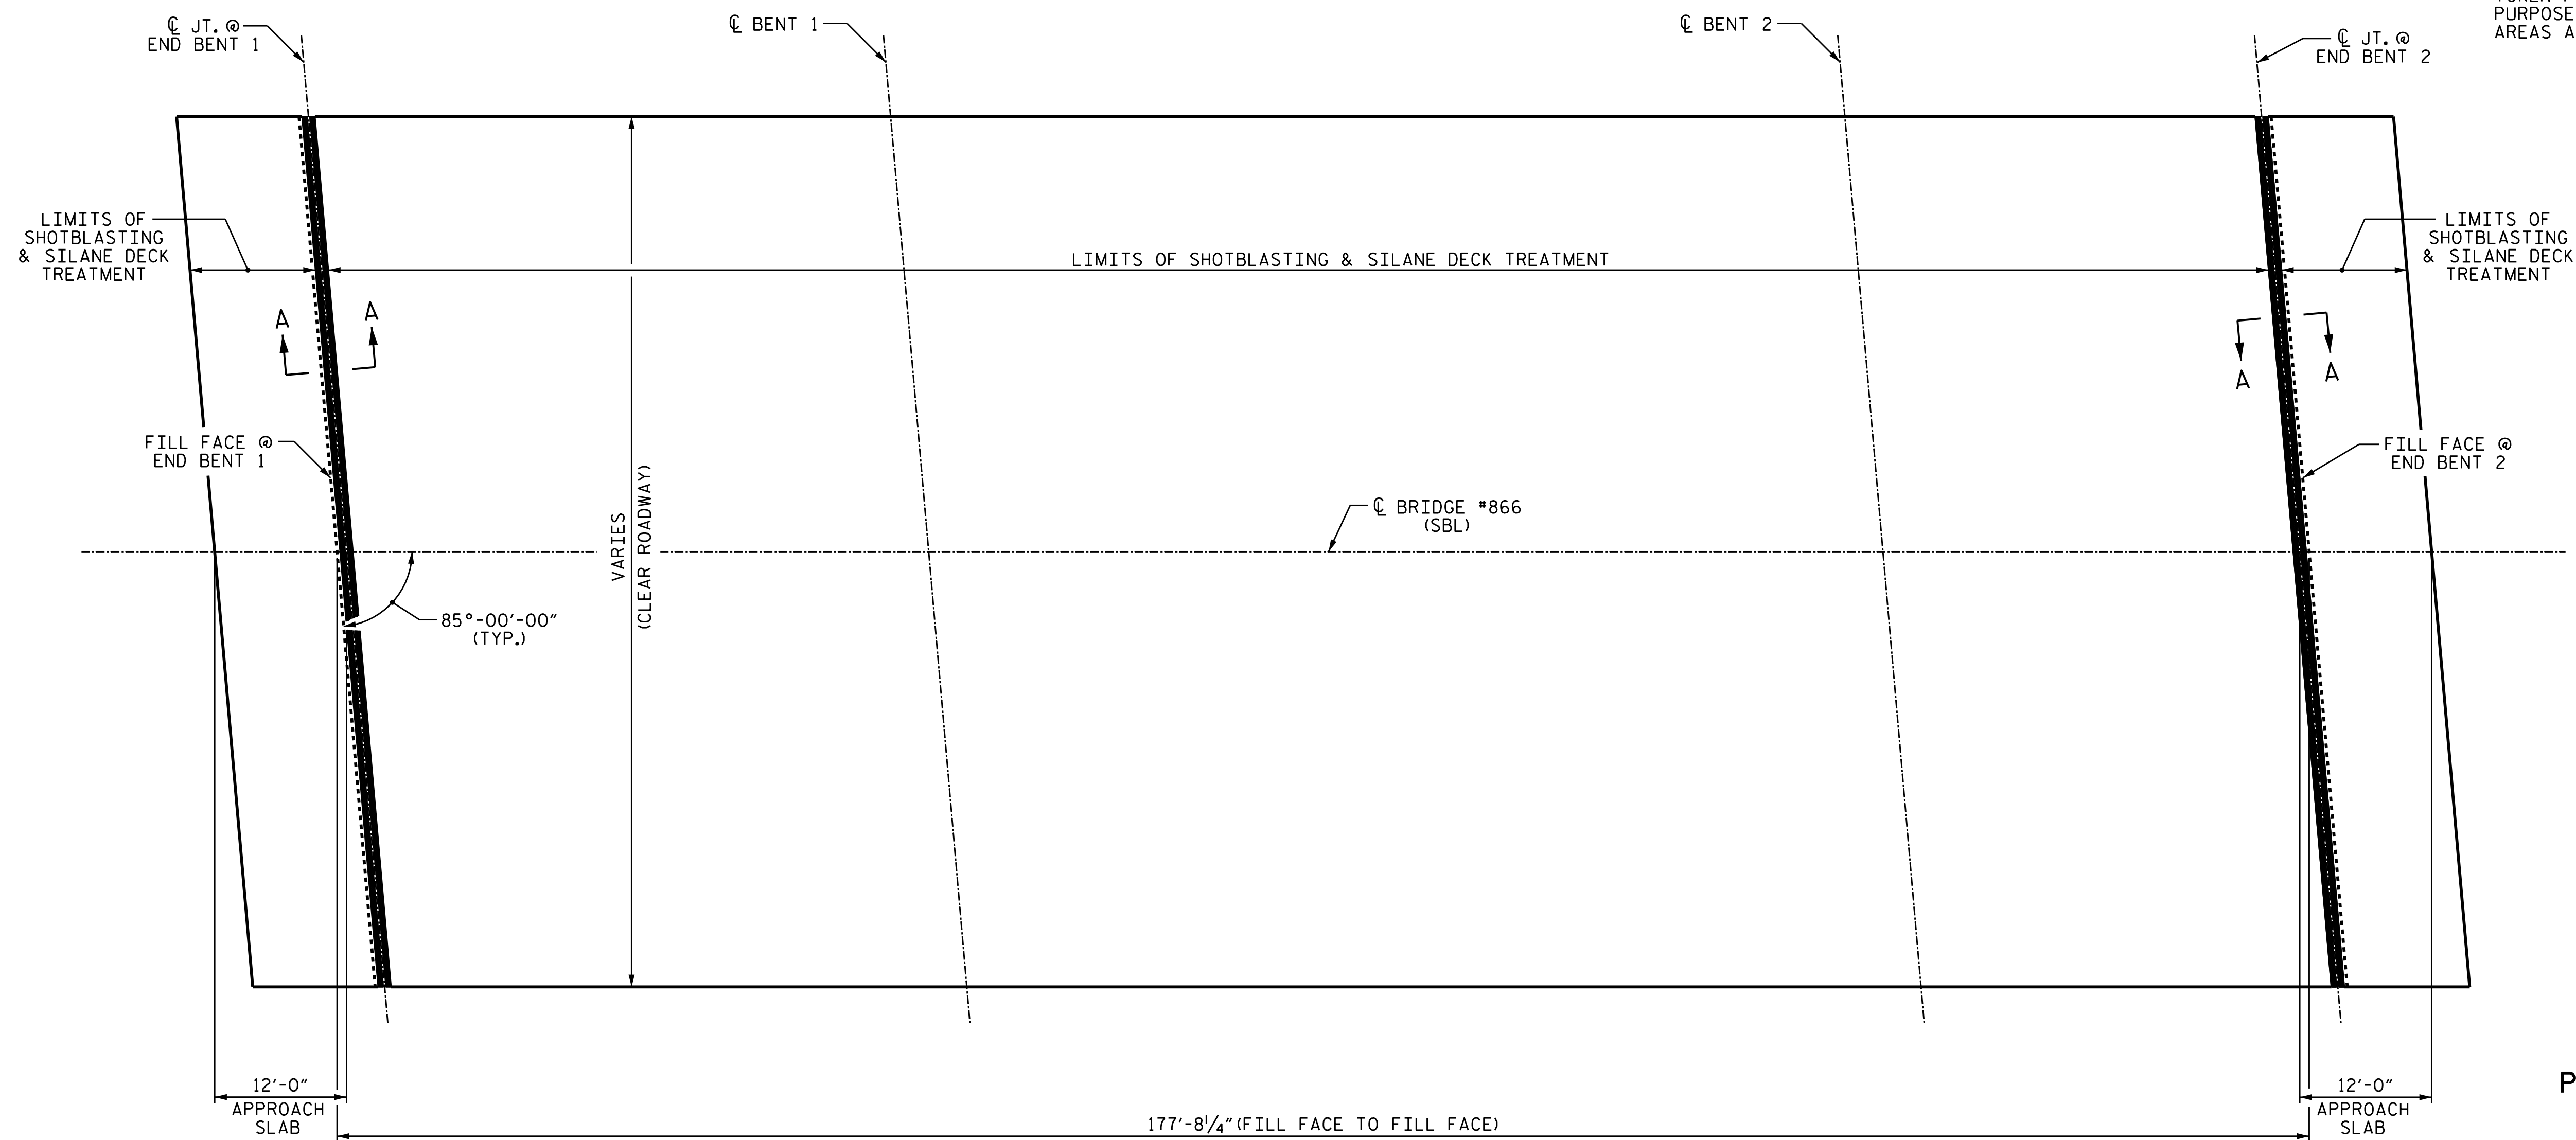 PURPOSE
AREAS A
℄ JT. @
END BENT 1
℄ BENT 1
℄ BENT 2
℄ JT. @
END BENT 2
LIMITS OF
SHOTBLASTING
& SILANE DECK
TREATMENT
LIMITS OF SHOTBLASTING & SILANE DECK TREATMENT
LIMITS OF
SHOTBLASTING
& SILANE DECK
TREATMENT
A
A
A
A
FILL FACE @
END BENT 1
FILL FACE @
END BENT 2
VARIES
(CLEAR ROADWAY)
℄ BRIDGE #866
(SBL)
85°-00'-00"
(TYP.)
12'-0"
APPROACH
SLAB
177'-8¼" (FILL FACE TO FILL FACE)
12'-0"
APPROACH
SLAB
P